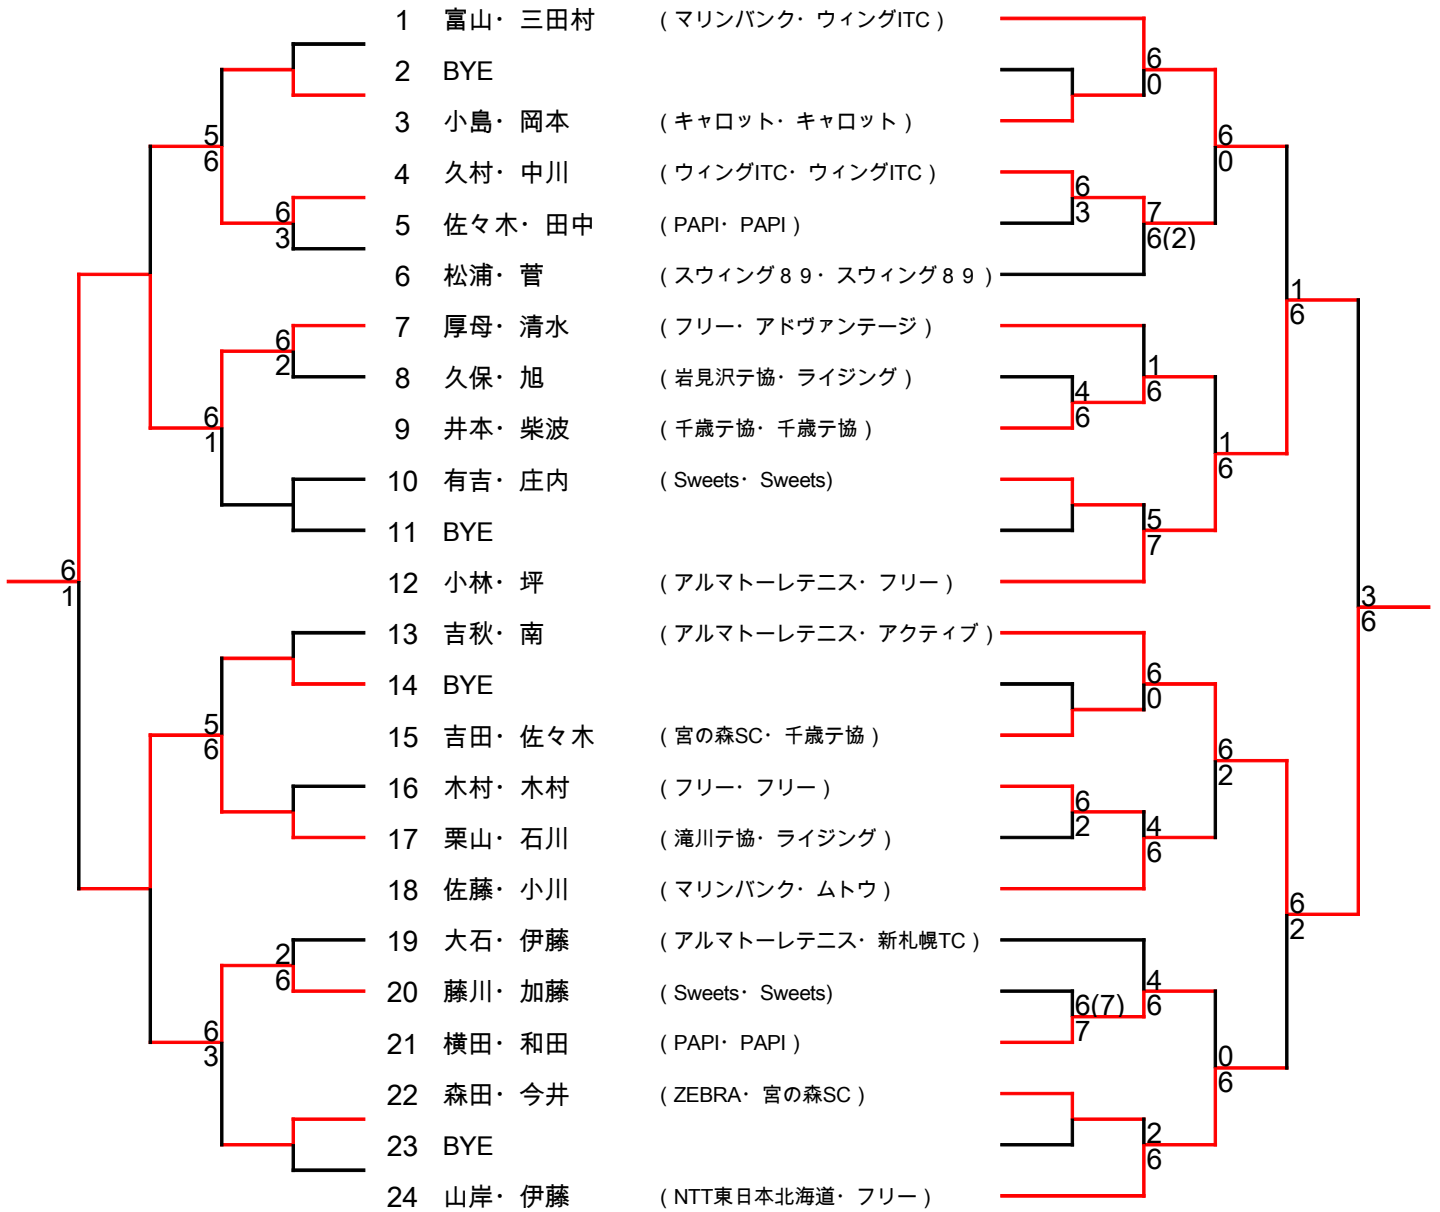 1 富山・三田村 (マリンバンク・ウィングITC)
6
2 BYE
0
3 小島・岡本 (キャロット・キャロット)
5 6
6 0
4 久村・中川 (ウィングITC・ウィングITC) 6
6 3 7
3 5 佐々木・田中 (PAPI・PAPI) 6(2)
6 松浦・菅 (スウィング89・スウィング89)
1
6
7 厚母・清水 (フリー・アドヴァンテージ)
6 1
2 8 久保・旭 (岩見沢テ協・ライジング) 4 6
6 9 井本・柴波 (千歳テ協・千歳テ協) 6
1 1
6
10 有吉・庄内 (Sweets・Sweets)
5
11 BYE
7
6 12 小林・坪 (アルマトーレテニス・フリー)
1 3
6
13 吉秋・南 (アルマトーレテニス・アクティブ)
6
14 BYE
0
5 15 吉田・佐々木 (宮の森SC・千歳テ協)
6 6
2
16 木村・木村 (フリー・フリー) 6
2 4
17 栗山・石川 (滝川テ協・ライジング) 6
18 佐藤・小川 (マリンバンク・ムトウ)
6
2
19 大石・伊藤 (アルマトーレテニス・新札幌TC)
2
6 4
20 藤川・加藤 (Sweets・Sweets) 6(7) 6
6 7
21 横田・和田 (PAPI・PAPI)
3 0
6
22 森田・今井 (ZEBRA・宮の森SC)
2
23 BYE
6
24 山岸・伊藤 (NTT東日本北海道・フリー)